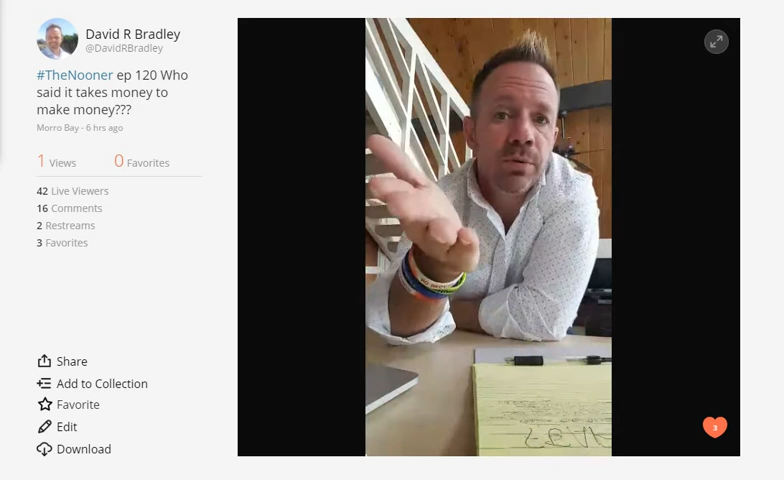 David R Bradley
@DavidRBradley
#TheNooner ep 120 Who
said it takes money to
make money???
Morro Bay - 6 hrs ago
1 Views 0 Favorites
42 Live Viewers
16 Comments
2 Restreams
3 Favorites
Share
Add to Collection
Favorite
Edit
Download
3